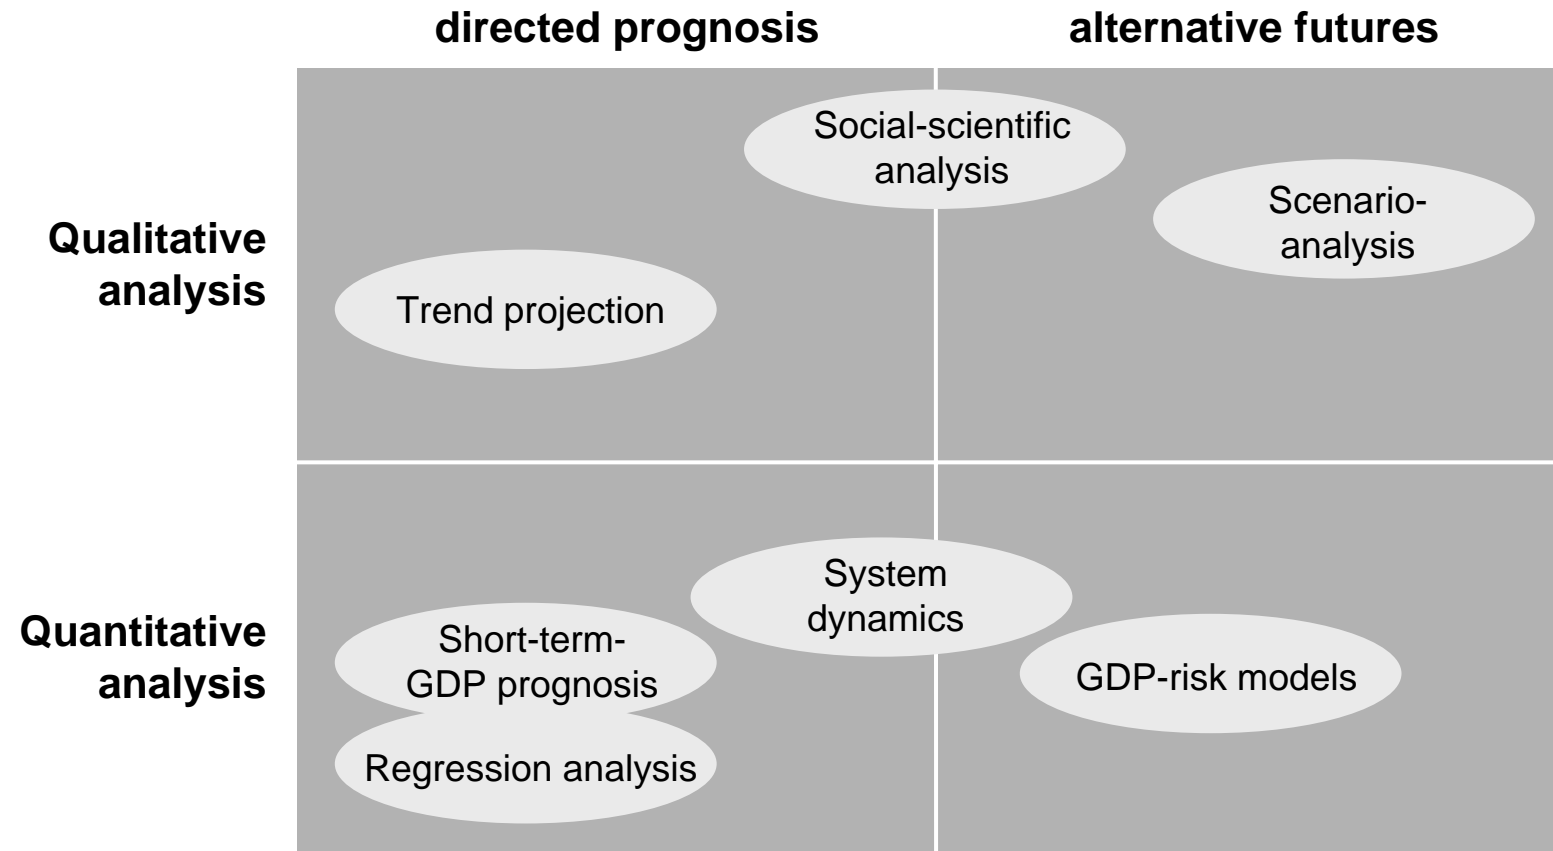 directed prognosis
alternative futures
Qualitative
analysis
Social-scientific
analysis
Scenario-
analysis
Trend projection
Quantitative
analysis
System
dynamics
Short-term-
GDP prognosis
GDP-risk models
Regression analysis